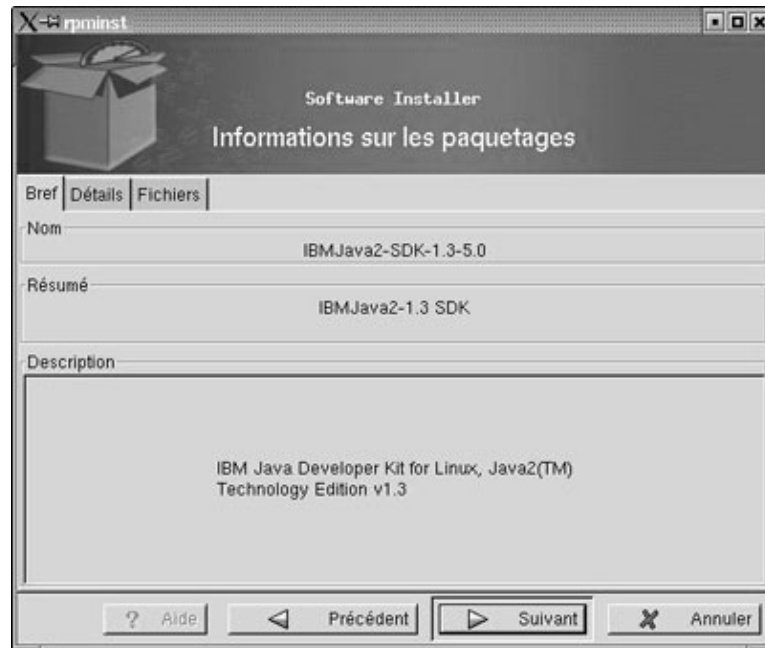 rpminst
Software Installer
Informations sur les paquetages
Bref Détails Fichiers
Nom
IBMJava2-SDK-1.3-5.0
Résumé
IBMJava2-1.3 SDK
Description
IBM Java Developer Kit for Linux, Java2(TM)
Technology Edition v1.3
? Aide Précédent Suivant Annuler